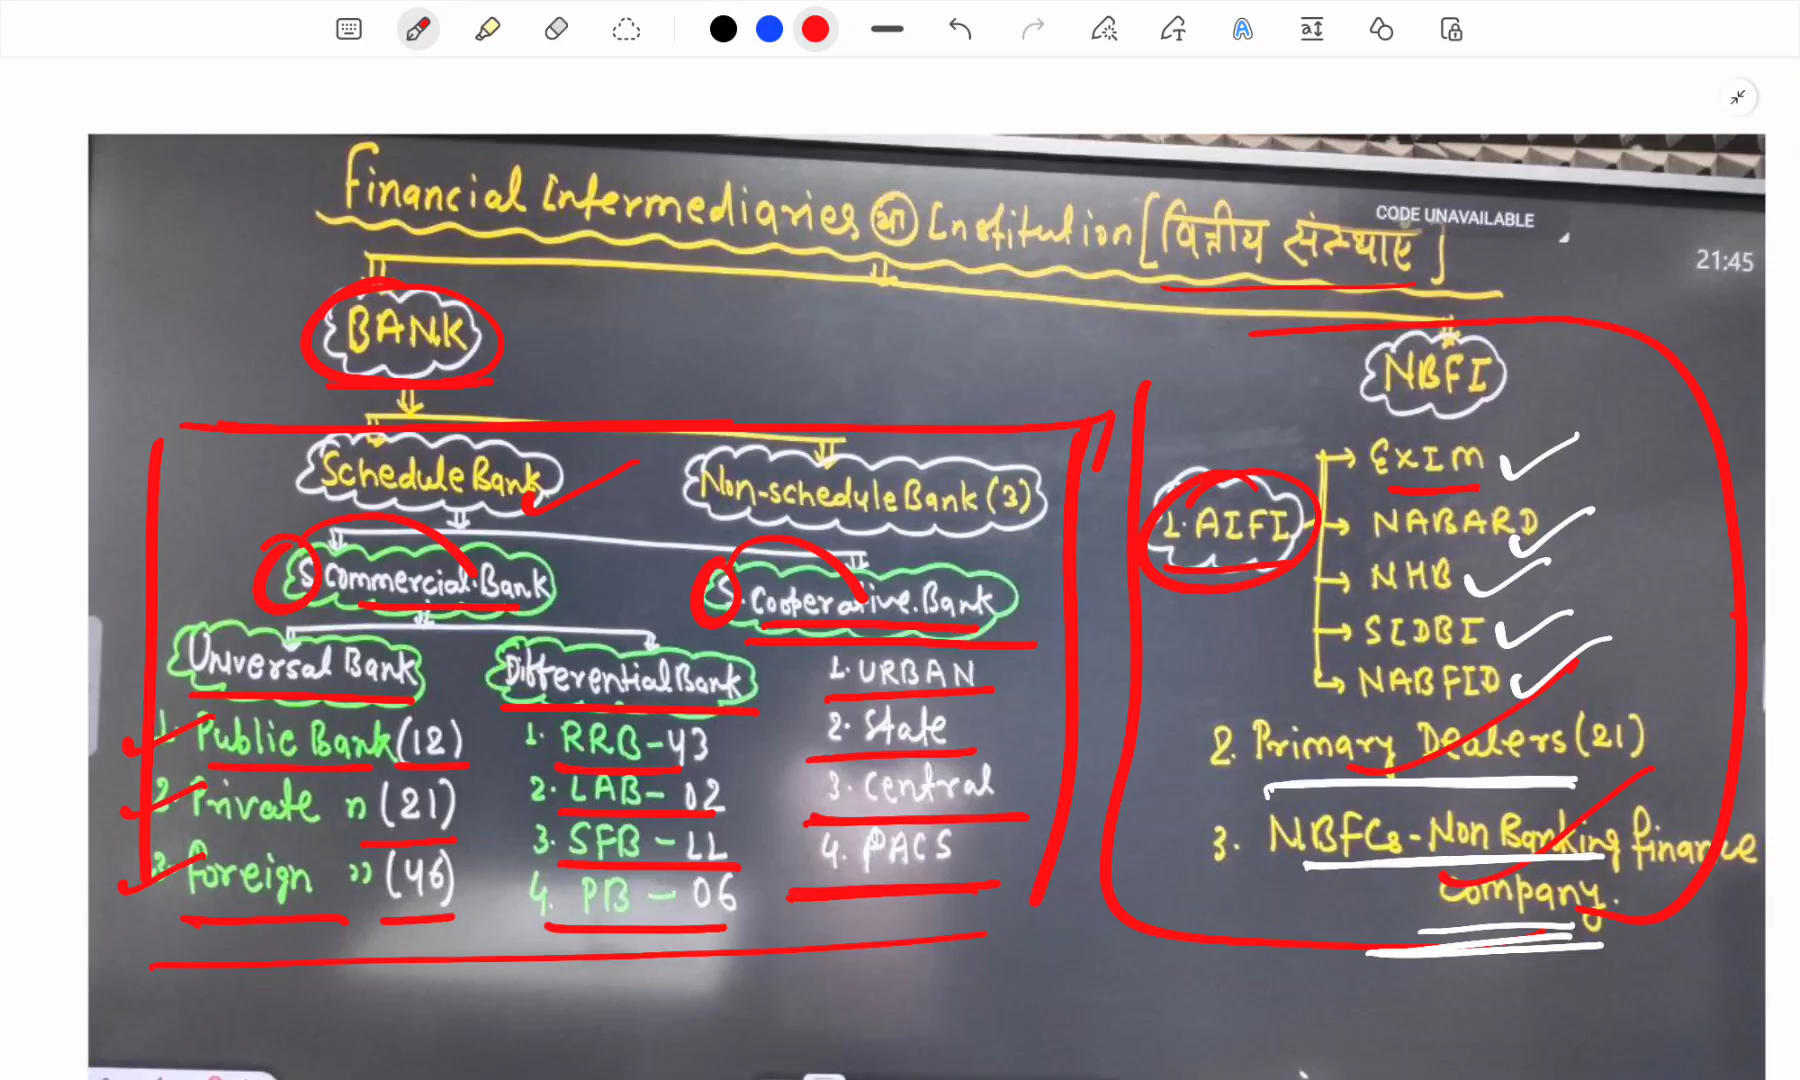 Financial Intermediaries या Institution [वित्तीय संस्थाए]
CODE UNAVAILABLE
21:45
BANK
NBFI
Schedule Bank
Non-schedule Bank (3)
S. Commercial. Bank
S. Cooperative. Bank
Universal Bank
1. Public Bank (12)
2. Private " (21)
3. foreign " (46)
Differential Bank
1. RRB - 43
2. LAB - 02
3. SFB - 11
4. PB - 06
1. URBAN
2. State
3. Central
4. PACS
1. AIFI
EXIM
NABARD
NHB
SIDBI
NABFID
2. Primary Dealers (21)
3. NBFCs - Non Banking finance
Company.